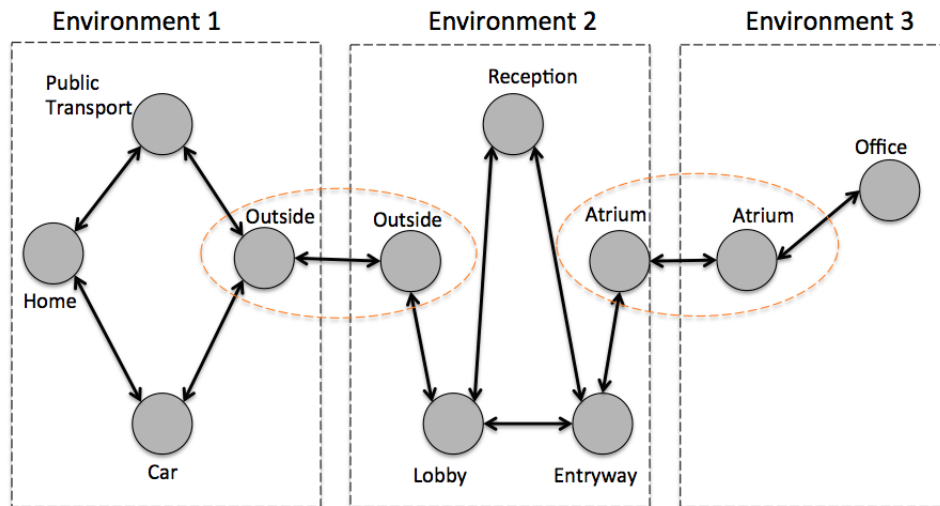 Environment 1
Environment 2
Environment 3
Public
Transport
Reception
Office
Outside
Outside
Atrium
Atrium
Home
Car
Lobby
Entryway